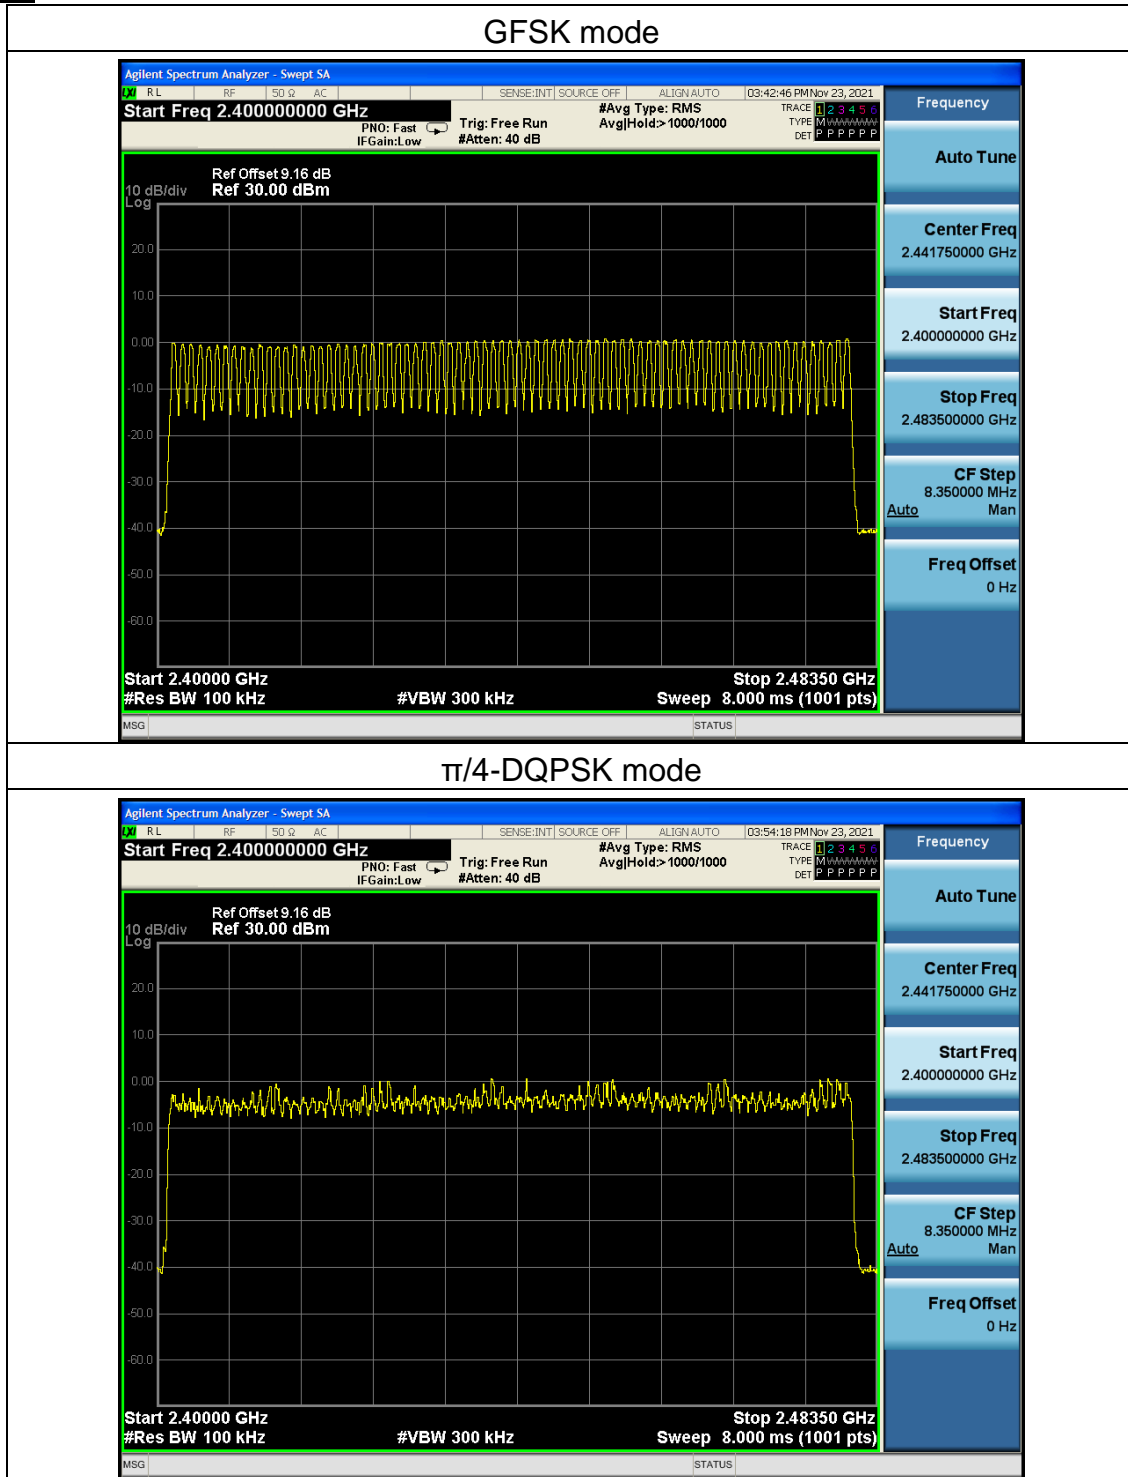 GFSK mode
Agilent Spectrum Analyzer - Swept SA
LXI RL RF 50 Ω AC SENSE:INT SOURCE OFF ALIGN AUTO 03:42:46 PM Nov 23, 2021
Start Freq 2.400000000 GHz #Avg Type: RMS TRACE 1 2 3 4 5 6
PNO: Fast Trig: Free Run Avg|Hold:>1000/1000 TYPE MWWWWW
IFGain:Low #Atten: 40 dB DET P P P P P P
Ref Offset 9.16 dB
10 dB/div Ref 30.00 dBm
Log
20.0
10.0
0.00
-10.0
-20.0
-30.0
-40.0
-50.0
-60.0
Start 2.40000 GHz Stop 2.48350 GHz
#Res BW 100 kHz #VBW 300 kHz Sweep 8.000 ms (1001 pts)
MSG STATUS
Frequency
Auto Tune
Center Freq
2.441750000 GHz
Start Freq
2.400000000 GHz
Stop Freq
2.483500000 GHz
CF Step
8.350000 MHz
Auto Man
Freq Offset
0 Hz
π/4-DQPSK mode
Agilent Spectrum Analyzer - Swept SA
LXI RL RF 50 Ω AC SENSE:INT SOURCE OFF ALIGN AUTO 03:54:18 PM Nov 23, 2021
Start Freq 2.400000000 GHz #Avg Type: RMS TRACE 1 2 3 4 5 6
PNO: Fast Trig: Free Run Avg|Hold:>1000/1000 TYPE MWWWWW
IFGain:Low #Atten: 40 dB DET P P P P P P
Ref Offset 9.16 dB
10 dB/div Ref 30.00 dBm
Log
20.0
10.0
0.00
-10.0
-20.0
-30.0
-40.0
-50.0
-60.0
Start 2.40000 GHz Stop 2.48350 GHz
#Res BW 100 kHz #VBW 300 kHz Sweep 8.000 ms (1001 pts)
MSG STATUS
Frequency
Auto Tune
Center Freq
2.441750000 GHz
Start Freq
2.400000000 GHz
Stop Freq
2.483500000 GHz
CF Step
8.350000 MHz
Auto Man
Freq Offset
0 Hz